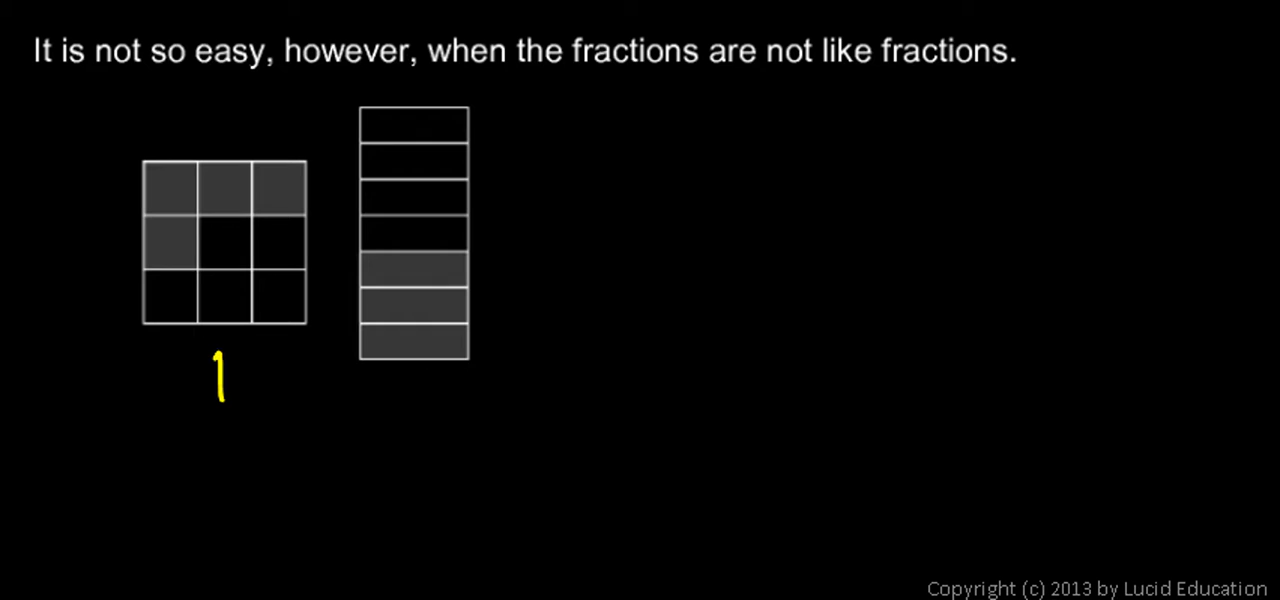 It is not so easy, however, when the fractions are not like fractions.
1
Copyright (c) 2013 by Lucid Education